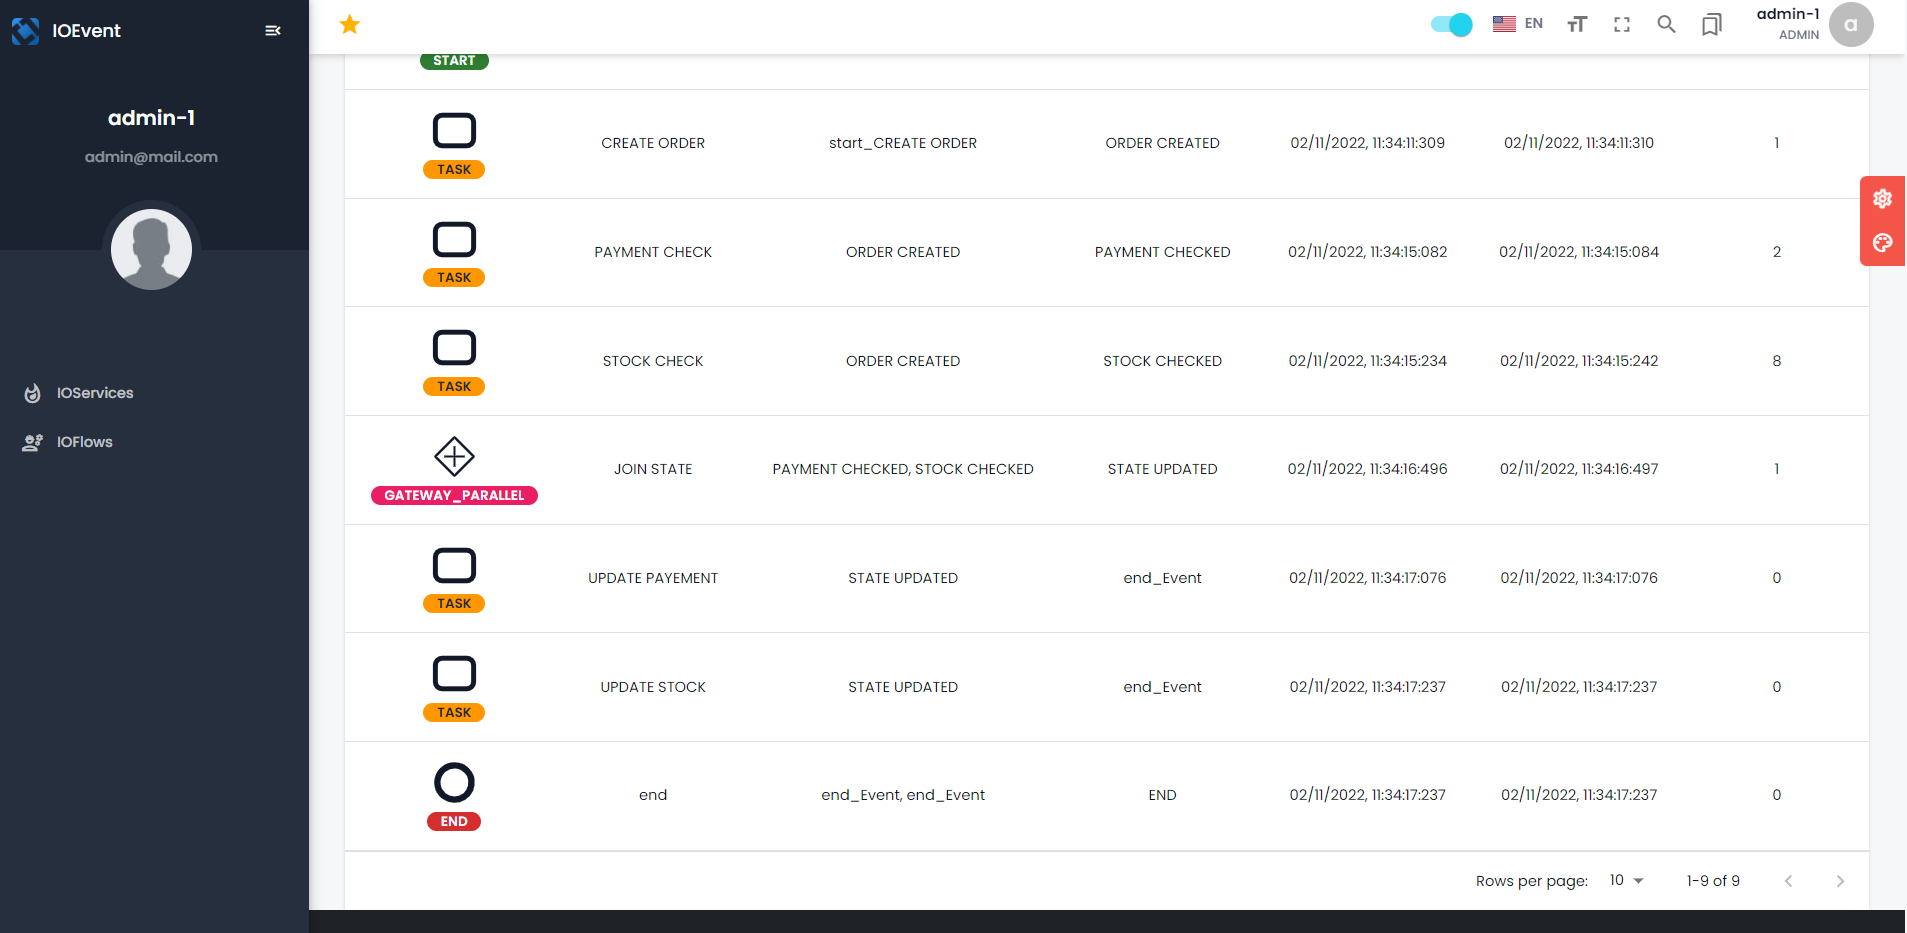 IOEvent
admin-1
admin@mail.com
IOServices
IOFlows
EN
admin-1
ADMIN
a
START
CREATE ORDER start_CREATE ORDER ORDER CREATED 02/11/2022, 11:34:11:309 02/11/2022, 11:34:11:310 1
TASK
PAYMENT CHECK ORDER CREATED PAYMENT CHECKED 02/11/2022, 11:34:15:082 02/11/2022, 11:34:15:084 2
TASK
STOCK CHECK ORDER CREATED STOCK CHECKED 02/11/2022, 11:34:15:234 02/11/2022, 11:34:15:242 8
TASK
JOIN STATE PAYMENT CHECKED, STOCK CHECKED STATE UPDATED 02/11/2022, 11:34:16:496 02/11/2022, 11:34:16:497 1
GATEWAY_PARALLEL
UPDATE PAYEMENT STATE UPDATED end_Event 02/11/2022, 11:34:17:076 02/11/2022, 11:34:17:076 0
TASK
UPDATE STOCK STATE UPDATED end_Event 02/11/2022, 11:34:17:237 02/11/2022, 11:34:17:237 0
TASK
end end_Event, end_Event END 02/11/2022, 11:34:17:237 02/11/2022, 11:34:17:237 0
END
Rows per page: 10 1-9 of 9